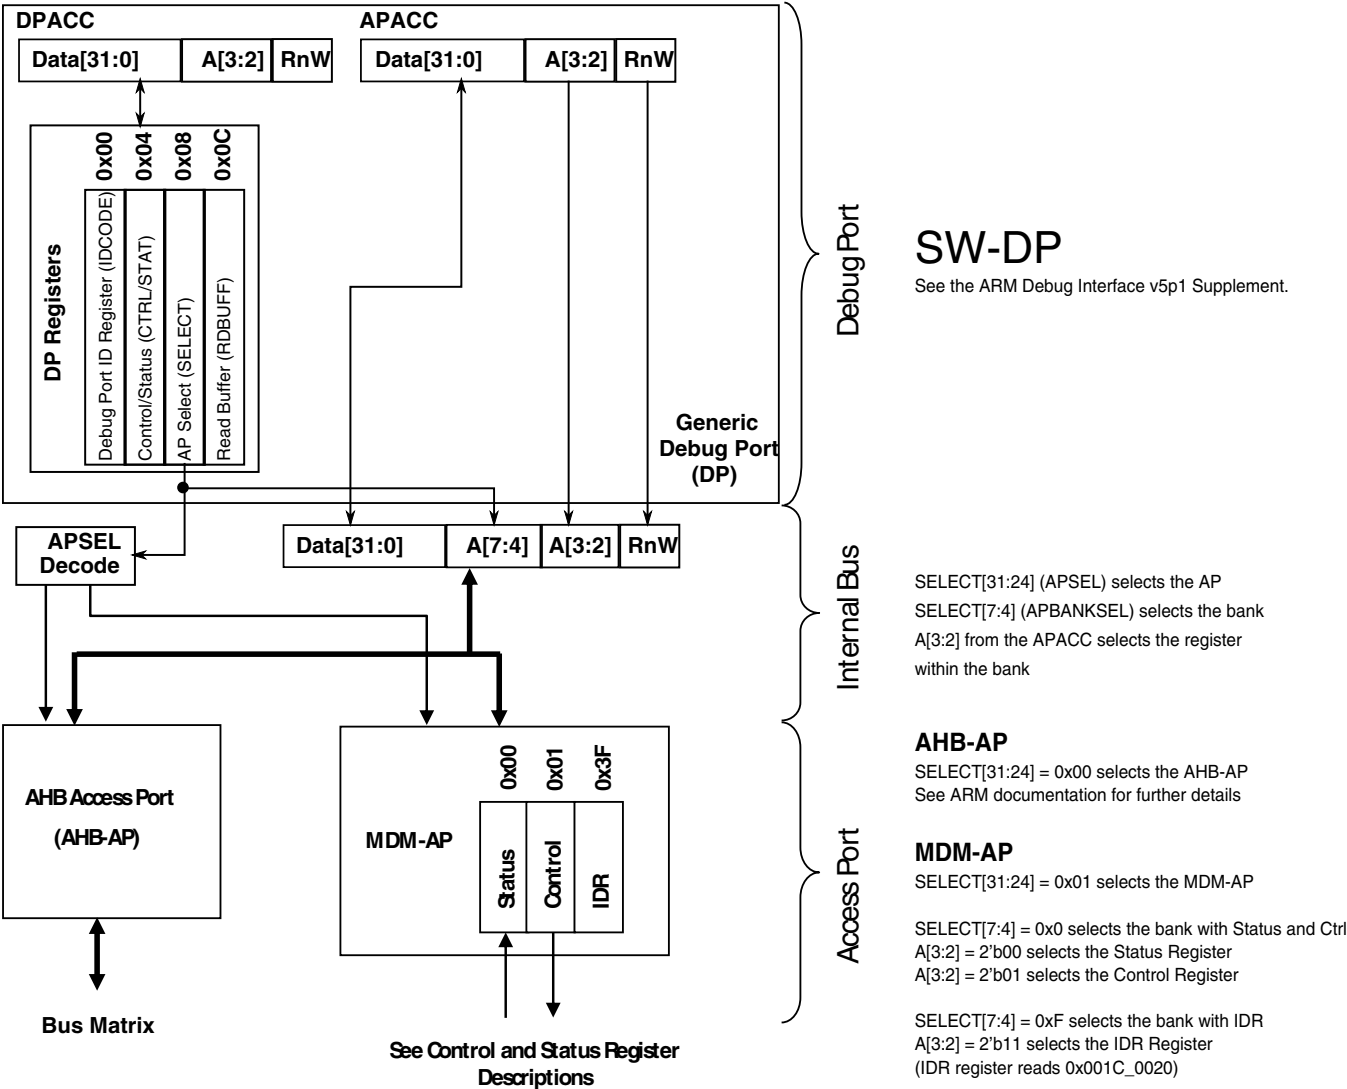 DPACC
APACC
Data[31:0] A[3:2] RnW
Data[31:0] A[3:2] RnW
0x00
0x04
0x08
0x0C
DP Registers
Debug Port ID Register (IDCODE)
Control/Status (CTRL/STAT)
AP Select (SELECT)
Read Buffer (RDBUFF)
Generic
Debug Port
(DP)
Debug Port
SW-DP
See the ARM Debug Interface v5p1 Supplement.
APSEL
Decode
Data[31:0] A[7:4] A[3:2] RnW
Internal Bus
SELECT[31:24] (APSEL) selects the AP
SELECT[7:4] (APBANKSEL) selects the bank
A[3:2] from the APACC selects the register
within the bank
AHB Access Port
(AHB-AP)
Bus Matrix
MDM-AP
0x00
0x01
0x3F
Status
Control
IDR
See Control and Status Register
Descriptions
Access Port
AHB-AP
SELECT[31:24] = 0x00 selects the AHB-AP
See ARM documentation for further details
MDM-AP
SELECT[31:24] = 0x01 selects the MDM-AP
SELECT[7:4] = 0x0 selects the bank with Status and Ctrl
A[3:2] = 2'b00 selects the Status Register
A[3:2] = 2'b01 selects the Control Register
SELECT[7:4] = 0xF selects the bank with IDR
A[3:2] = 2'b11 selects the IDR Register
(IDR register reads 0x001C_0020)